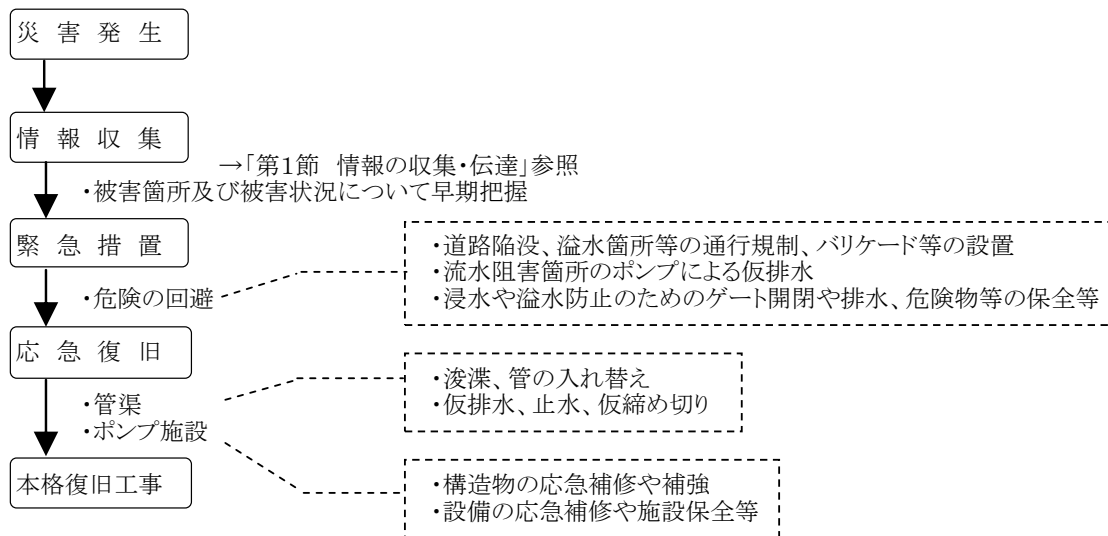 災害発生
情報収集
→「第1節　情報の収集・伝達」参照
・被害箇所及び被害状況について早期把握
緊急措置
・危険の回避
・道路陥没、溢水箇所等の通行規制、バリケード等の設置
・流水阻害箇所のポンプによる仮排水
・浸水や溢水防止のためのゲート開閉や排水、危険物等の保全等
応急復旧
・管渠
・ポンプ施設
・浚渫、管の入れ替え
・仮排水、止水、仮締め切り
・構造物の応急補修や補強
・設備の応急補修や施設保全等
本格復旧工事